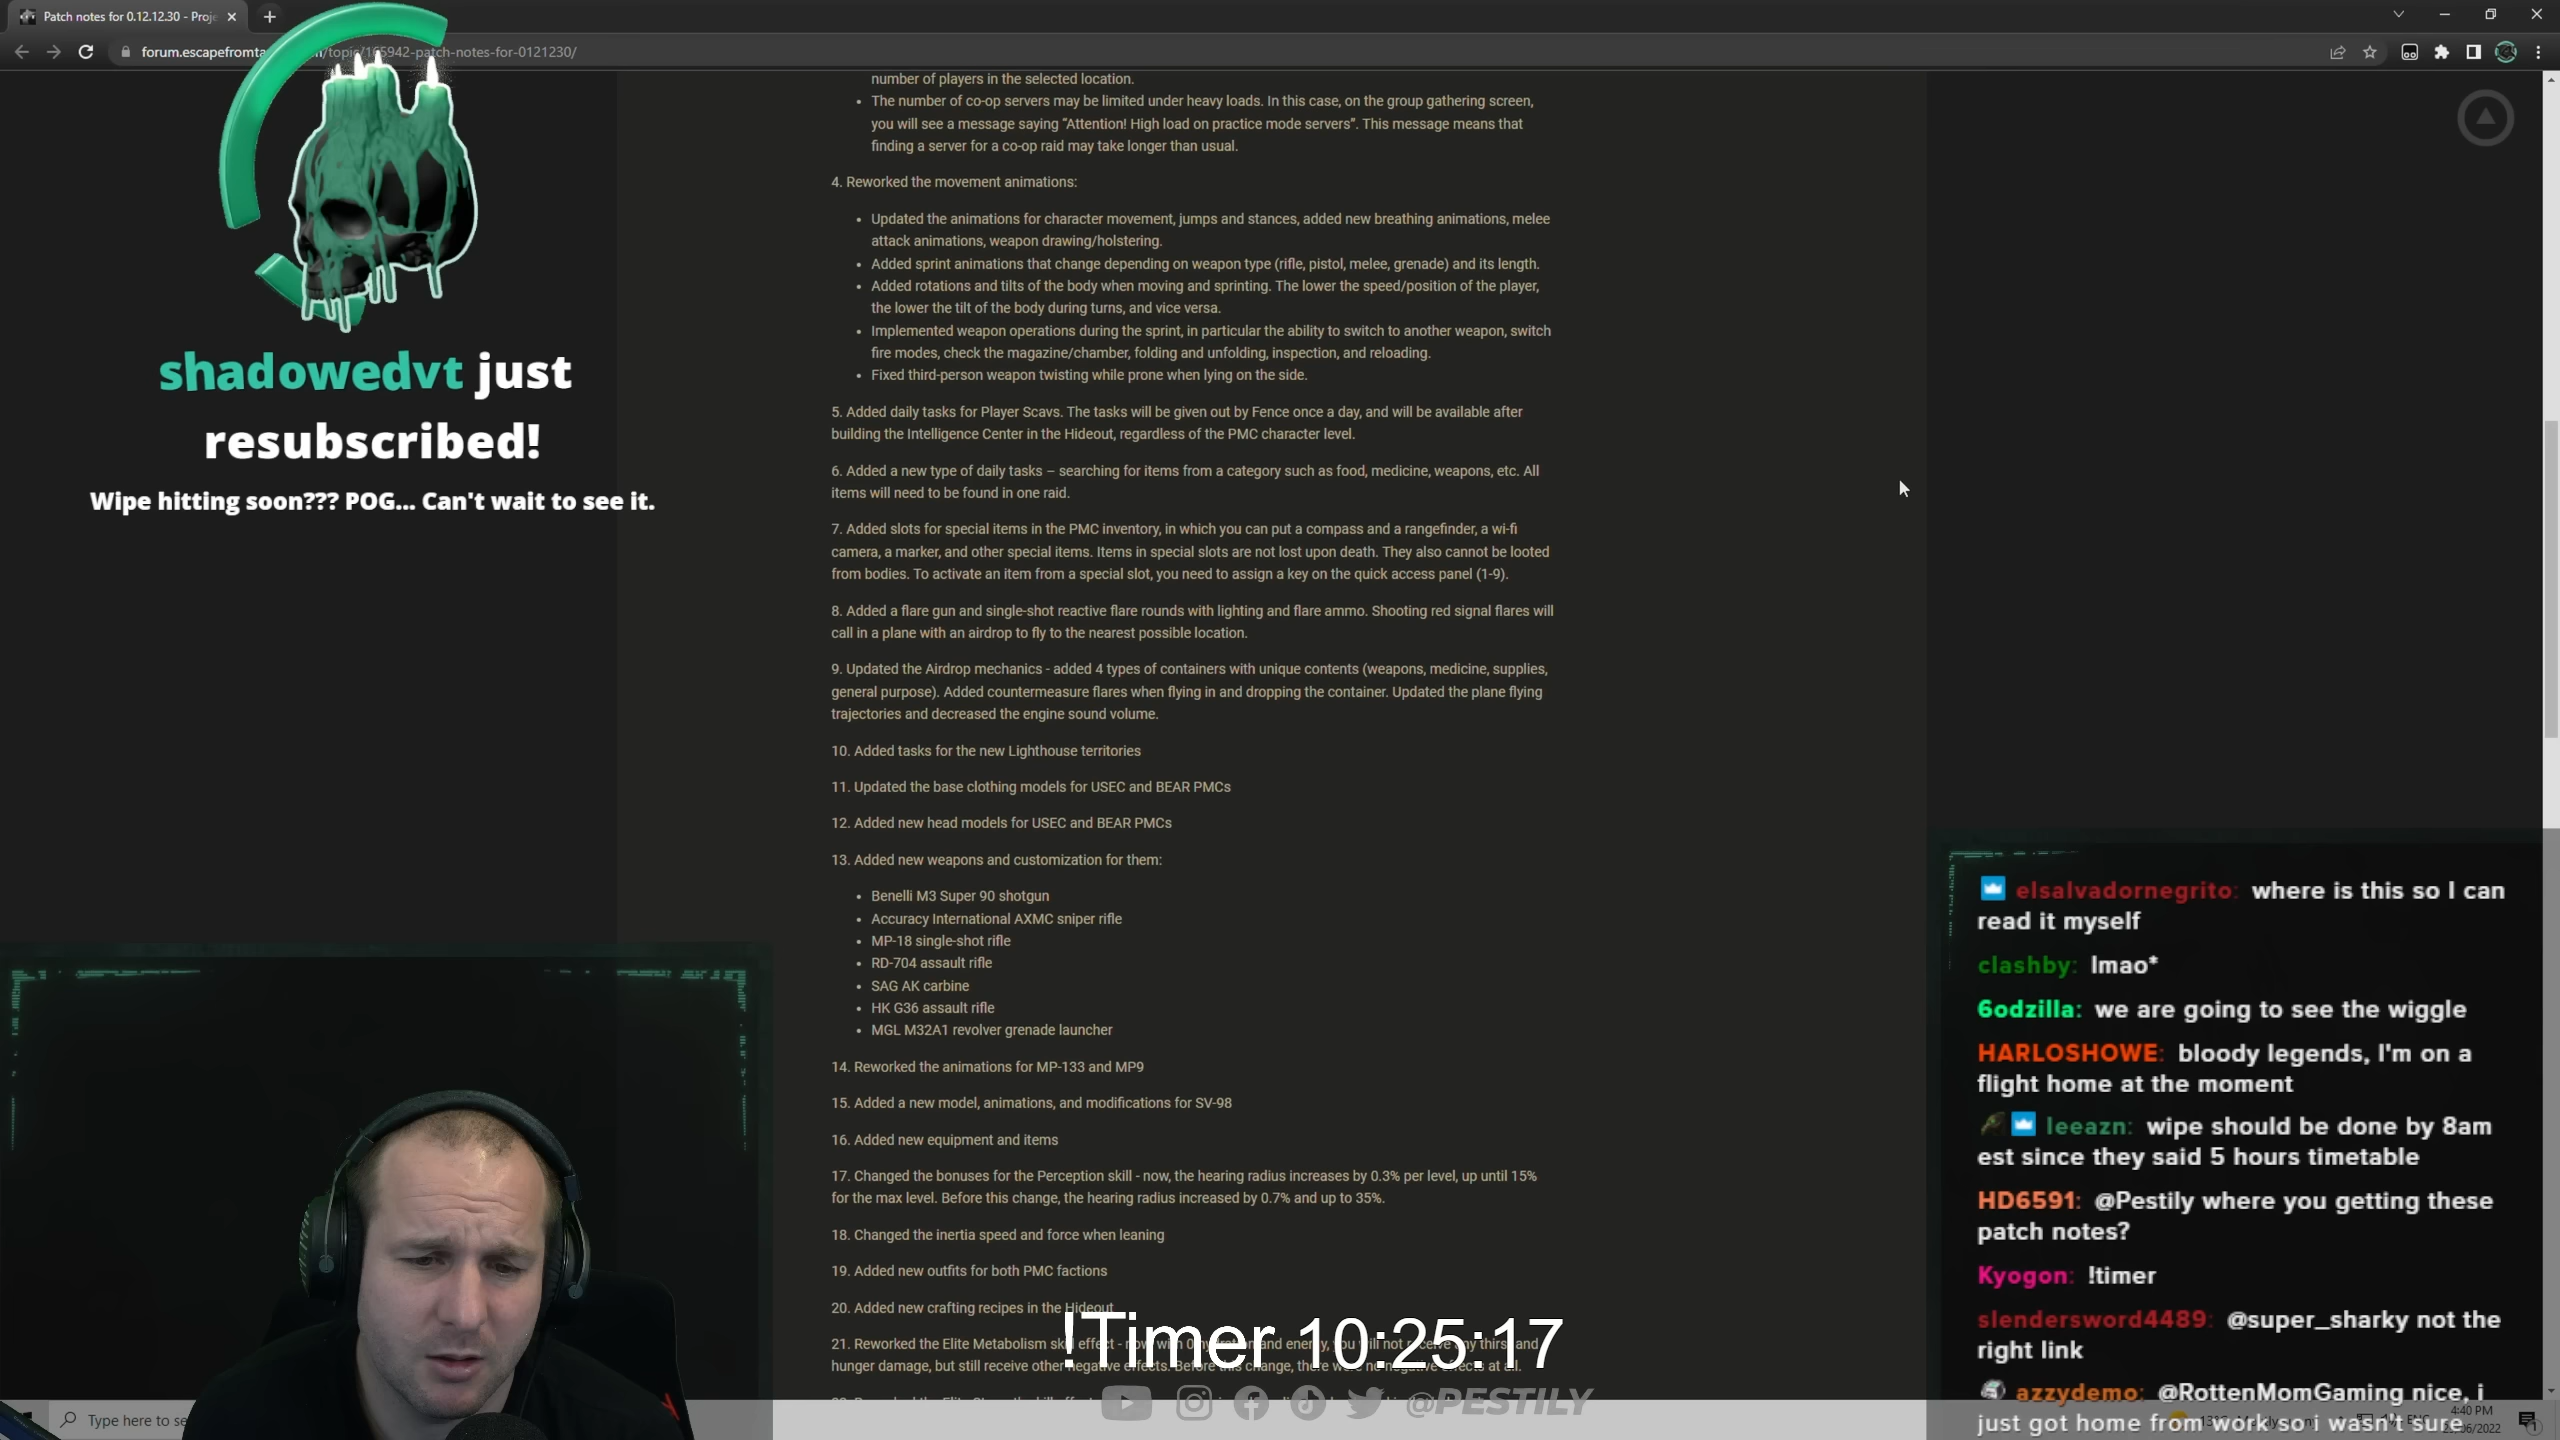 Patch notes for 0.12.12.30 - Proje
forum.escapefromta
/topic/165942-patch-notes-for-0121230/
number of players in the selected location.
• The number of co-op servers may be limited under heavy loads. In this case, on the group gathering screen,
you will see a message saying "Attention! High load on practice mode servers". This message means that
finding a server for a co-op raid may take longer than usual.
4. Reworked the movement animations:
• Updated the animations for character movement, jumps and stances, added new breathing animations, melee
attack animations, weapon drawing/holstering.
• Added sprint animations that change depending on weapon type (rifle, pistol, melee, grenade) and its length.
• Added rotations and tilts of the body when moving and sprinting. The lower the speed/position of the player,
the lower the tilt of the body during turns, and vice versa.
• Implemented weapon operations during the sprint, in particular the ability to switch to another weapon, switch
fire modes, check the magazine/chamber, folding and unfolding, inspection, and reloading.
• Fixed third-person weapon twisting while prone when lying on the side.
5. Added daily tasks for Player Scavs. The tasks will be given out by Fence once a day, and will be available after
building the Intelligence Center in the Hideout, regardless of the PMC character level.
6. Added a new type of daily tasks – searching for items from a category such as food, medicine, weapons, etc. All
items will need to be found in one raid.
7. Added slots for special items in the PMC inventory, in which you can put a compass and a rangefinder, a wi-fi
camera, a marker, and other special items. Items in special slots are not lost upon death. They also cannot be looted
from bodies. To activate an item from a special slot, you need to assign a key on the quick access panel (1-9).
8. Added a flare gun and single-shot reactive flare rounds with lighting and flare ammo. Shooting red signal flares will
call in a plane with an airdrop to fly to the nearest possible location.
9. Updated the Airdrop mechanics - added 4 types of containers with unique contents (weapons, medicine, supplies,
general purpose). Added countermeasure flares when flying in and dropping the container. Updated the plane flying
trajectories and decreased the engine sound volume.
10. Added tasks for the new Lighthouse territories
11. Updated the base clothing models for USEC and BEAR PMCs
12. Added new head models for USEC and BEAR PMCs
13. Added new weapons and customization for them:
• Benelli M3 Super 90 shotgun
• Accuracy International AXMC sniper rifle
• MP-18 single-shot rifle
• RD-704 assault rifle
• SAG AK carbine
• HK G36 assault rifle
• MGL M32A1 revolver grenade launcher
14. Reworked the animations for MP-133 and MP9
15. Added a new model, animations, and modifications for SV-98
16. Added new equipment and items
17. Changed the bonuses for the Perception skill - now, the hearing radius increases by 0.3% per level, up until 15%
for the max level. Before this change, the hearing radius increased by 0.7% and up to 35%.
18. Changed the inertia speed and force when leaning
19. Added new outfits for both PMC factions
20. Added new crafting recipes in the Hideout
21. Reworked the Elite Metabolism skill effect - now with 0 hydration and energy, you will not receive any thirst and
hunger damage, but still receive other negative effects. Before this change, there were no negative effects at all.
shadowedvt just
resubscribed!
Wipe hitting soon??? POG... Can't wait to see it.
!Timer 10:25:17
@PESTILY
elsalvadornegrito: where is this so I can
read it myself
clashby: lmao*
6odzilla: we are going to see the wiggle
HARLOSHOWE: bloody legends, I'm on a
flight home at the moment
leeazn: wipe should be done by 8am
est since they said 5 hours timetable
HD6591: @Pestily where you getting these
patch notes?
Kyogon: !timer
slendersword4489: @super_sharky not the
right link
azzydemo: @RottenMomGaming nice, i
just got home from work so i wasn't sure
Type here to se
4:40 PM